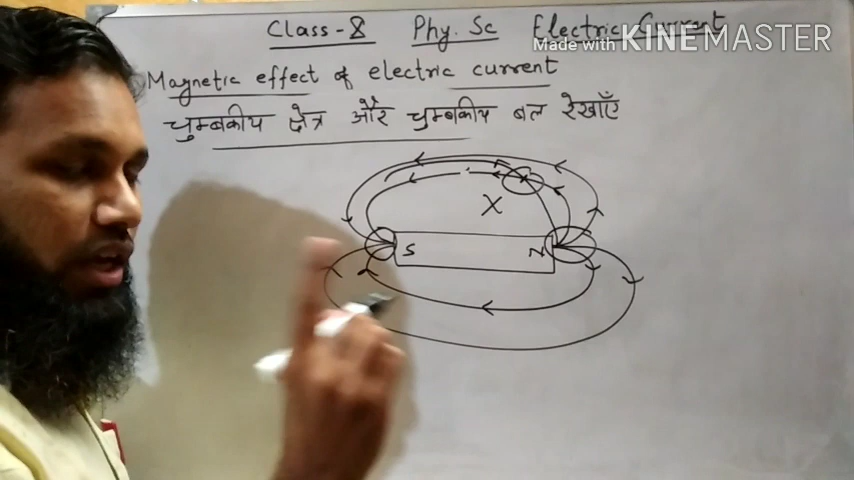 Class-8 Phy. Sc Electric Current
Made with KINEMASTER
Magnetic effect of electric current
चुम्बकीय क्षेत्र और चुम्बकीय बल रेखाएँ
X
S N